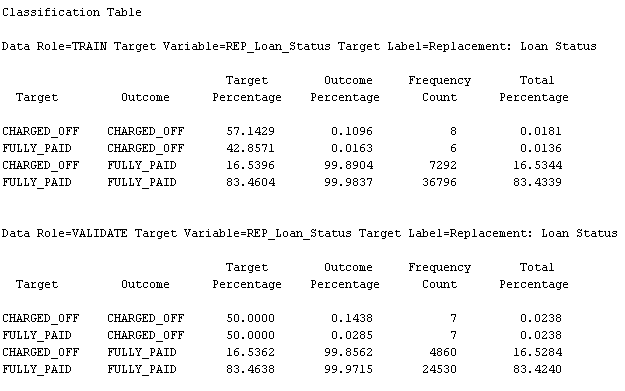 Classification Table
Data Role=TRAIN Target Variable=REP_Loan_Status Target Label=Replacement: Loan Status
Target Outcome Frequency Total
Target Outcome Percentage Percentage Count Percentage
CHARGED_OFF CHARGED_OFF 57.1429 0.1096 8 0.0181
FULLY_PAID CHARGED_OFF 42.8571 0.0163 6 0.0136
CHARGED_OFF FULLY_PAID 16.5396 99.8904 7292 16.5344
FULLY_PAID FULLY_PAID 83.4604 99.9837 36796 83.4339
Data Role=VALIDATE Target Variable=REP_Loan_Status Target Label=Replacement: Loan Status
Target Outcome Frequency Total
Target Outcome Percentage Percentage Count Percentage
CHARGED_OFF CHARGED_OFF 50.0000 0.1438 7 0.0238
FULLY_PAID CHARGED_OFF 50.0000 0.0285 7 0.0238
CHARGED_OFF FULLY_PAID 16.5362 99.8562 4860 16.5284
FULLY_PAID FULLY_PAID 83.4638 99.9715 24530 83.4240